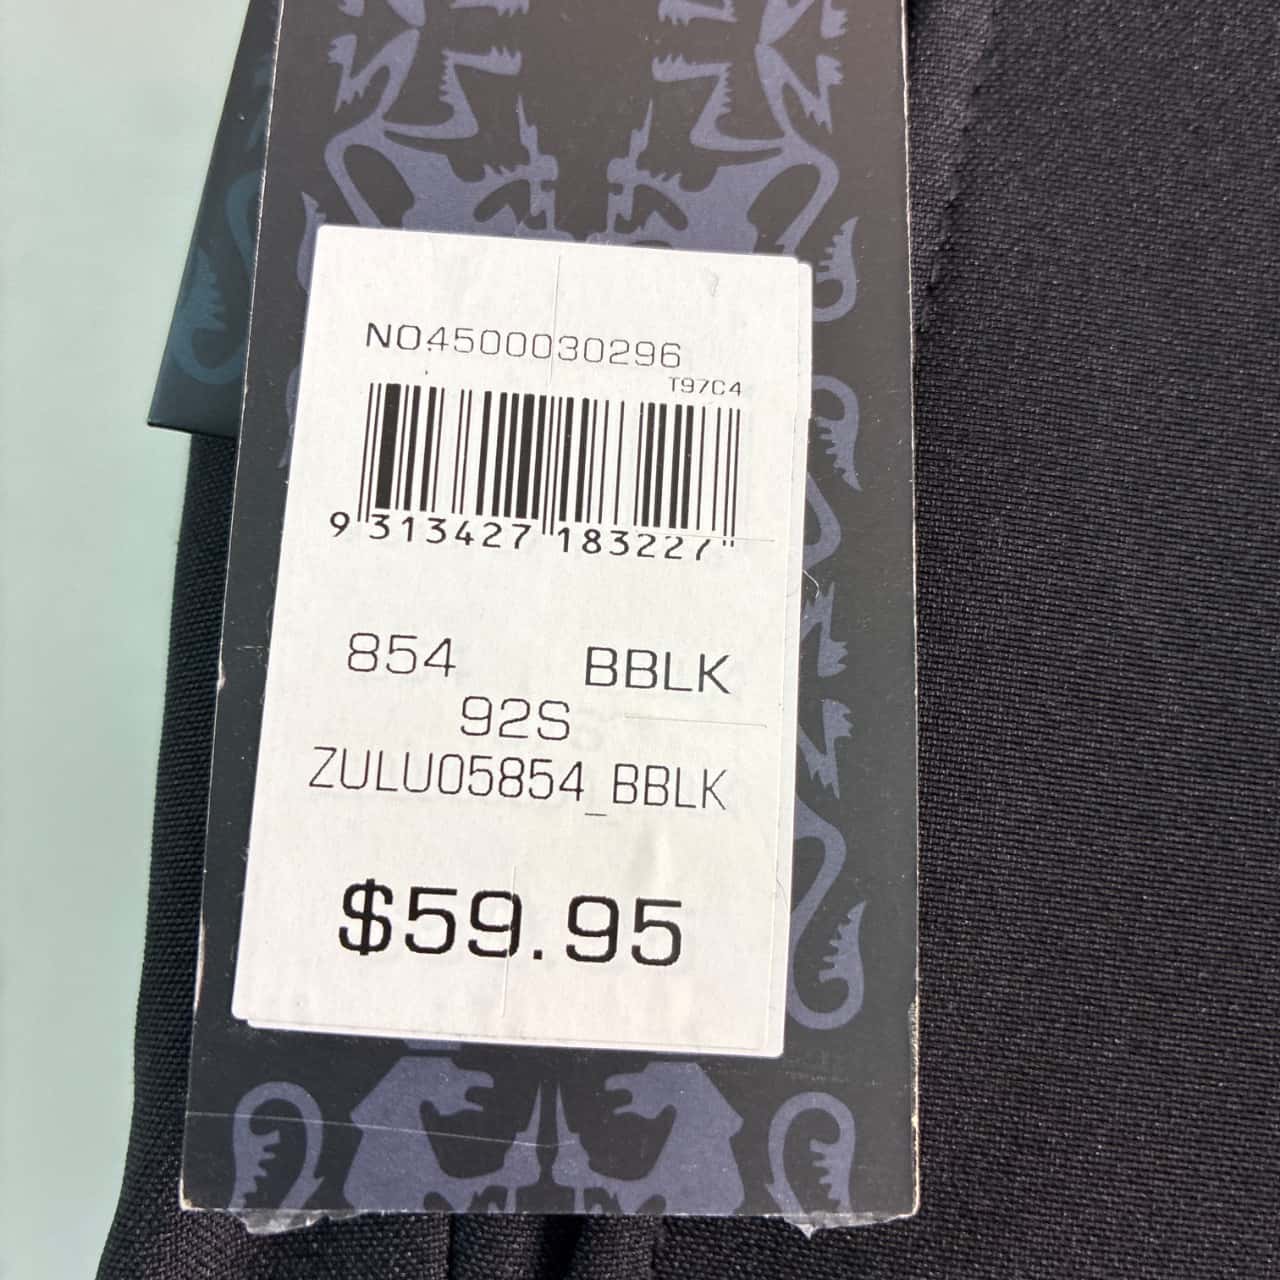 NO4500030296
T97C4
9 313427 183227
854 BBLK
92S
ZULU05854_BBLK
$59.95